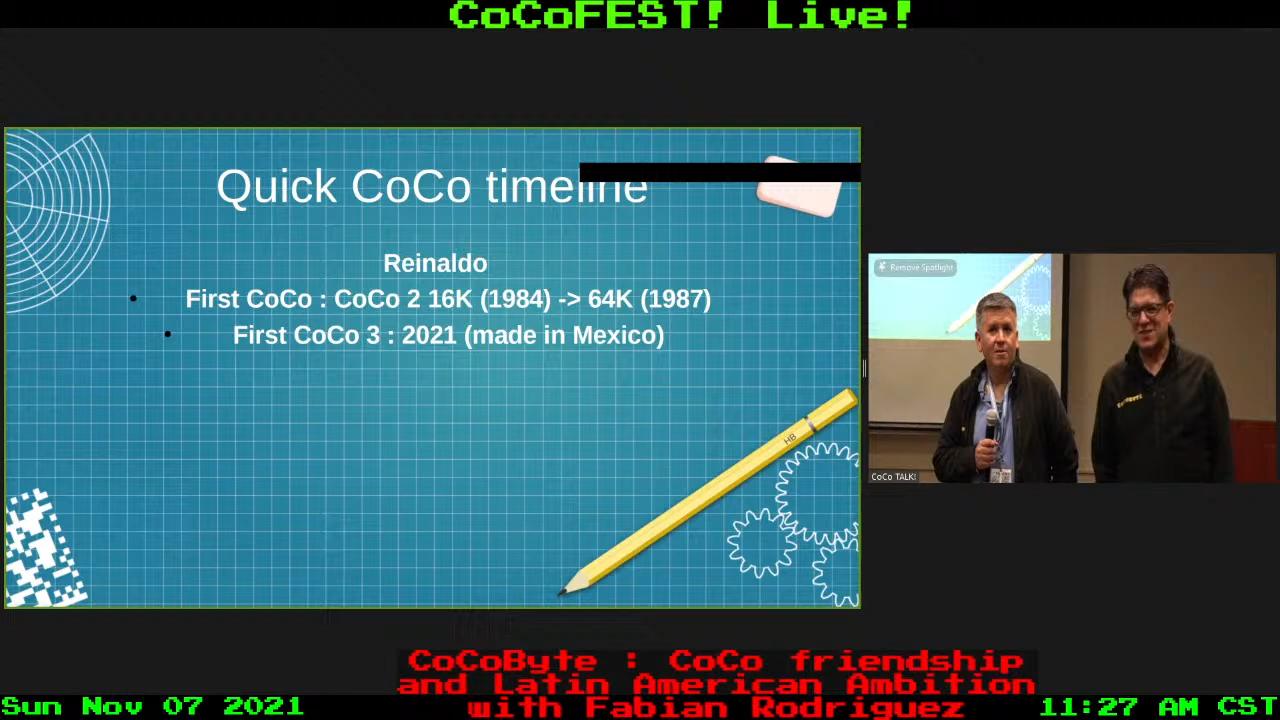 CoCoFEST! Live!
Quick CoCo timeline
Reinaldo
First CoCo : CoCo 2 16K (1984) -> 64K (1987)
First CoCo 3 : 2021 (made in Mexico)
HB
Remove Spotlight
CoCo TALK!
CoCoByte : CoCo friendship
and Latin American Ambition
with Fabian Rodriguez
Sun Nov 07 2021
11:27 AM CST